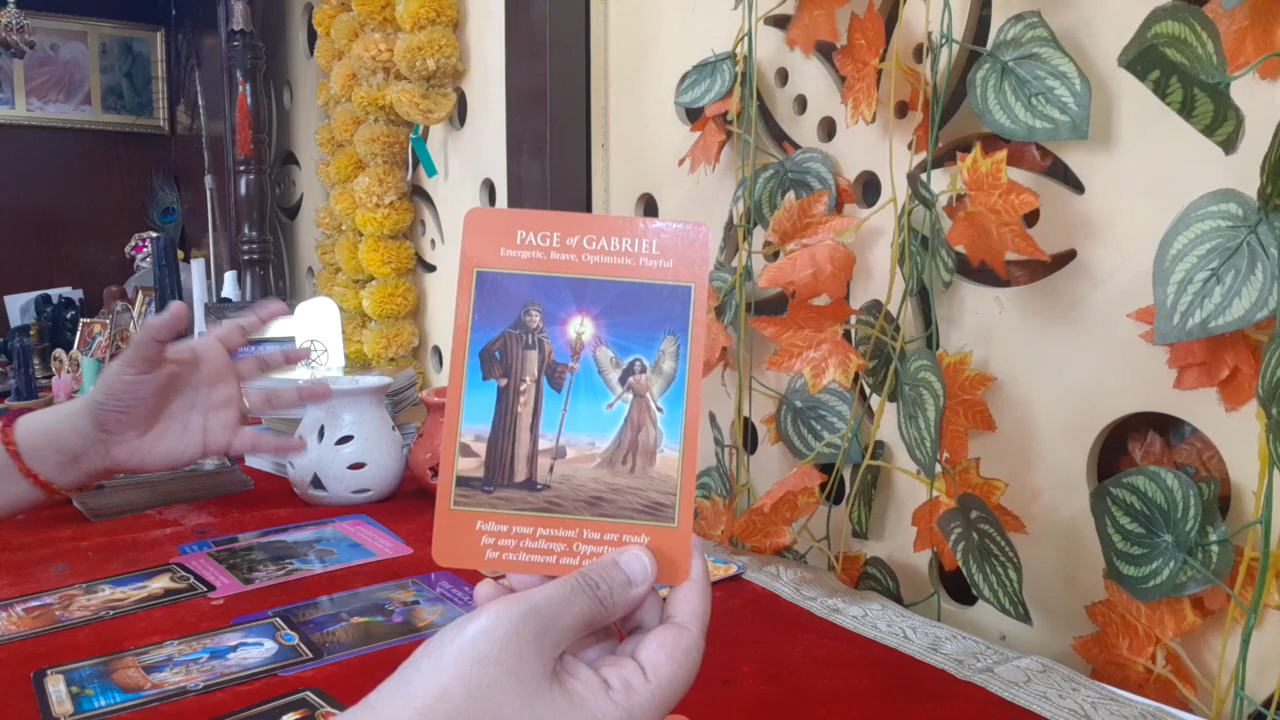 PAGE of GABRIEL
Energetic, Brave, Optimistic, Playful
Follow your passion! You are ready
for any challenge.
for excitement and